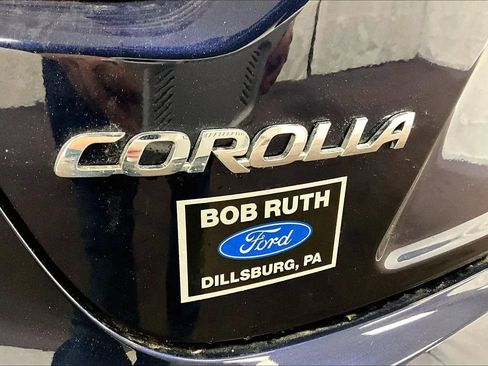 COROLLA
BOB RUTH
Ford
DILLSBURG, PA